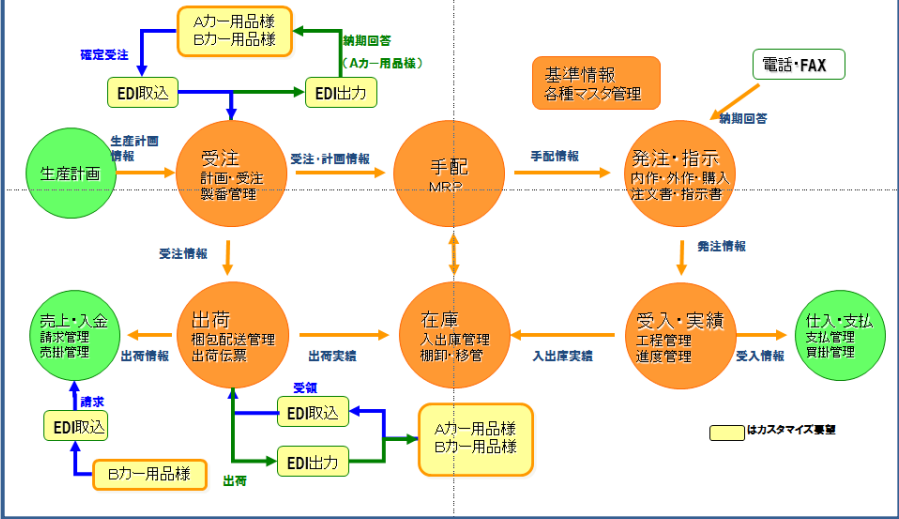 Aカー用品様
Bカー用品様
確定受注
納期回答
（Aカー用品様）
EDI取込
EDI出力
基準情報
各種マスタ管理
電話・FAX
納期回答
生産計画
生産計画
情報
受注
計画・受注
製番管理
受注・計画情報
手配
MRP
手配情報
発注・指示
内作・外作・購入
注文書・指示書
受注情報
発注情報
売上・入金
請求管理
売掛管理
出荷情報
出荷
梱包配送管理
出荷伝票
出荷実績
在庫
入出庫管理
棚卸・移管
入出庫実績
受入・実績
工程管理
進度管理
受入情報
仕入・支払
支払管理
買掛管理
請求
EDI取込
Bカー用品様
受領
EDI取込
EDI出力
出荷
Aカー用品様
Bカー用品様
はカスタマイズ要望